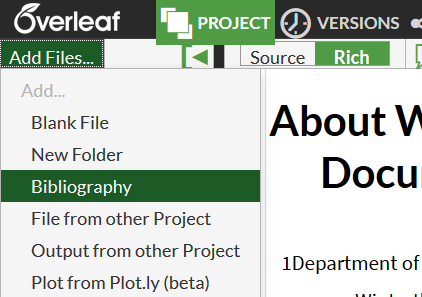 Overleaf PROJECT VERSIONS
Add Files... Source Rich
Add...
Blank File
New Folder
Bibliography
File from other Project
Output from other Project
Plot from Plot.ly (beta)
About W
Docu
1Department of